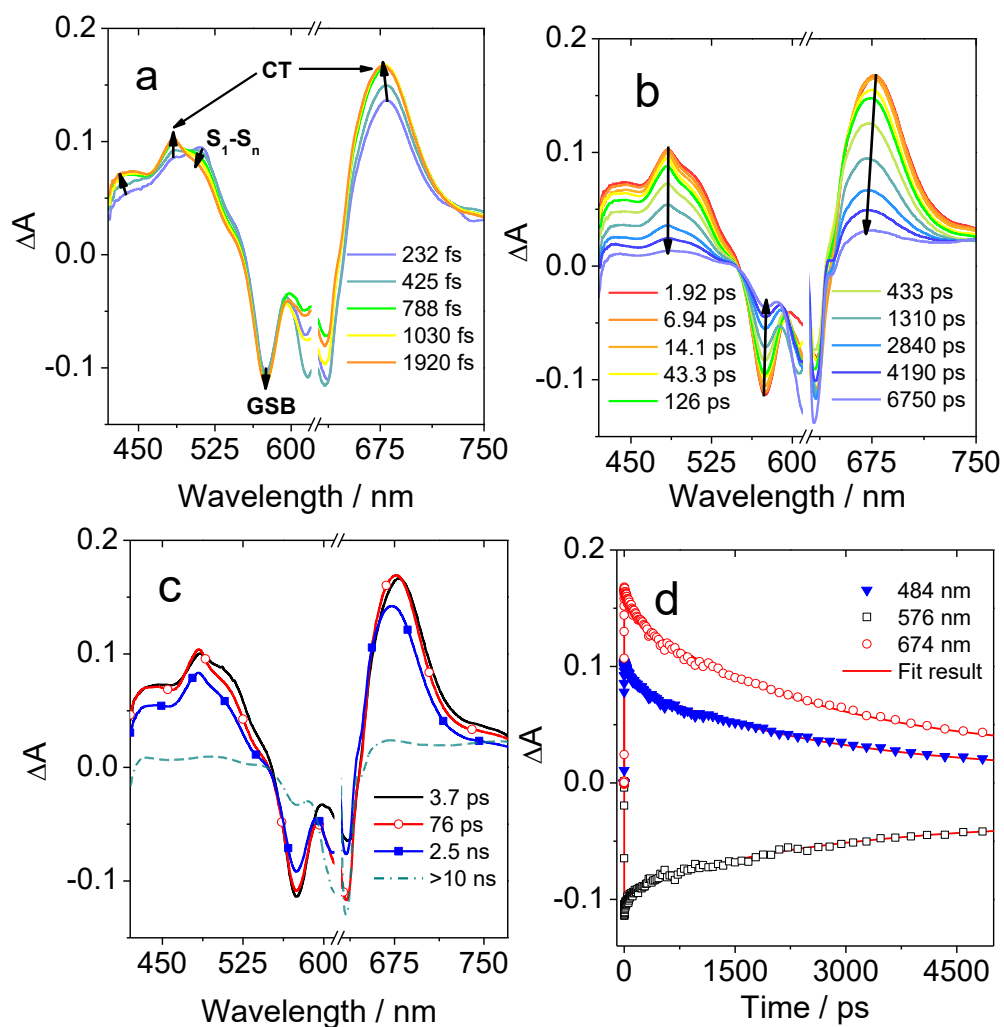 a
CT
S1-Sn
GSB
232 fs
425 fs
788 fs
1030 fs
1920 fs
0.2
0.1
0.0
-0.1
ΔA
450 525 600 675 750
Wavelength / nm
b
1.92 ps
6.94 ps
14.1 ps
43.3 ps
126 ps
433 ps
1310 ps
2840 ps
4190 ps
6750 ps
0.2
0.1
0.0
-0.1
ΔA
450 525 600 675 750
Wavelength / nm
c
3.7 ps
76 ps
2.5 ns
>10 ns
0.2
0.1
0.0
-0.1
ΔA
450 525 600 675 750
Wavelength / nm
d
484 nm
576 nm
674 nm
Fit result
0.2
0.1
0.0
-0.1
ΔA
0 1500 3000 4500
Time / ps